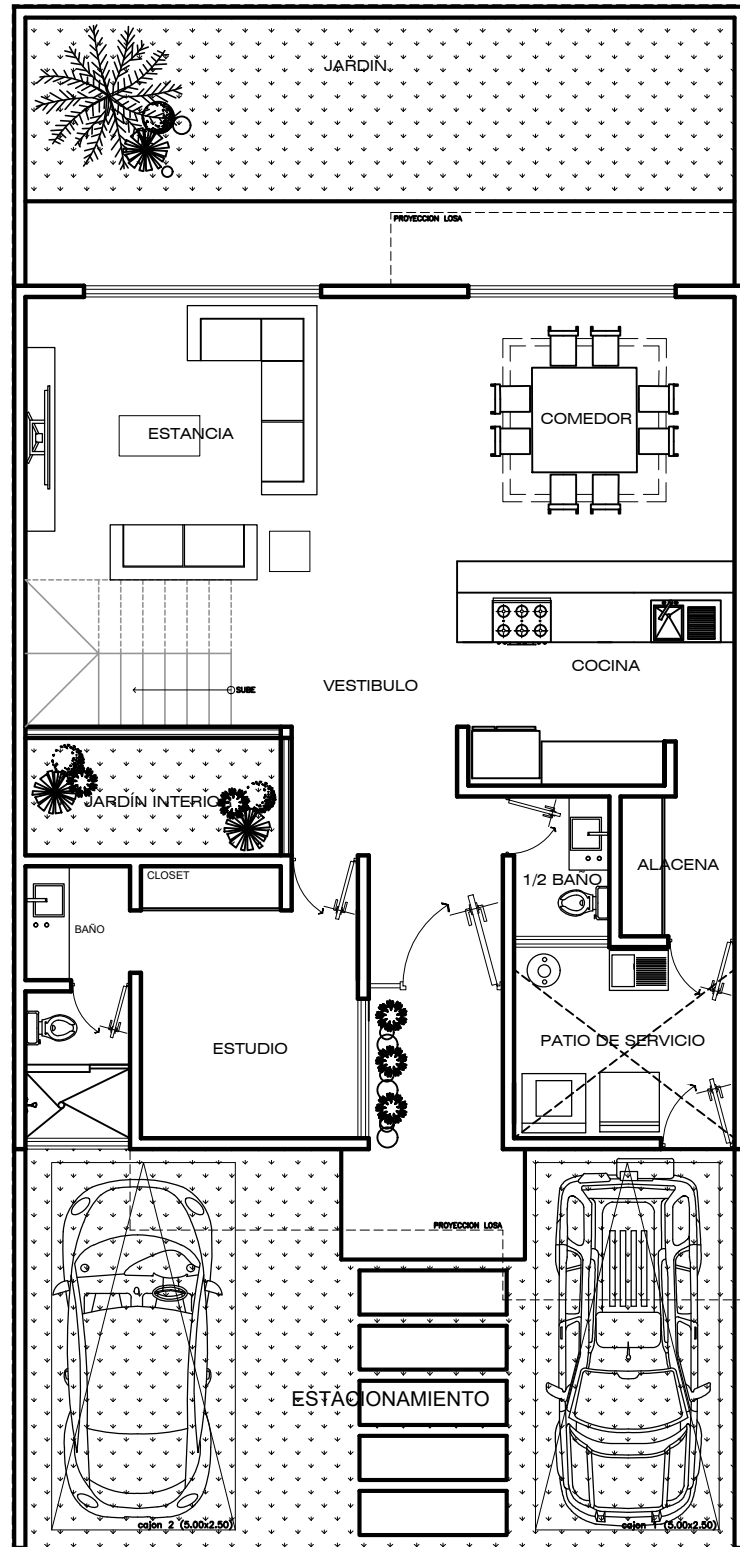 JARDIN
PROYECCION LOSA
COMEDOR
ESTANCIA
COCINA
VESTIBULO
SUBE
JARDÍN INTERIOR
ALACENA
CLOSET
1/2 BAÑO
BAÑO
PATIO DE SERVICIO
ESTUDIO
PROYECCION LOSA
ESTACIONAMIENTO
cajon 2 (5.00x2.50)
cajon 1 (5.00x2.50)